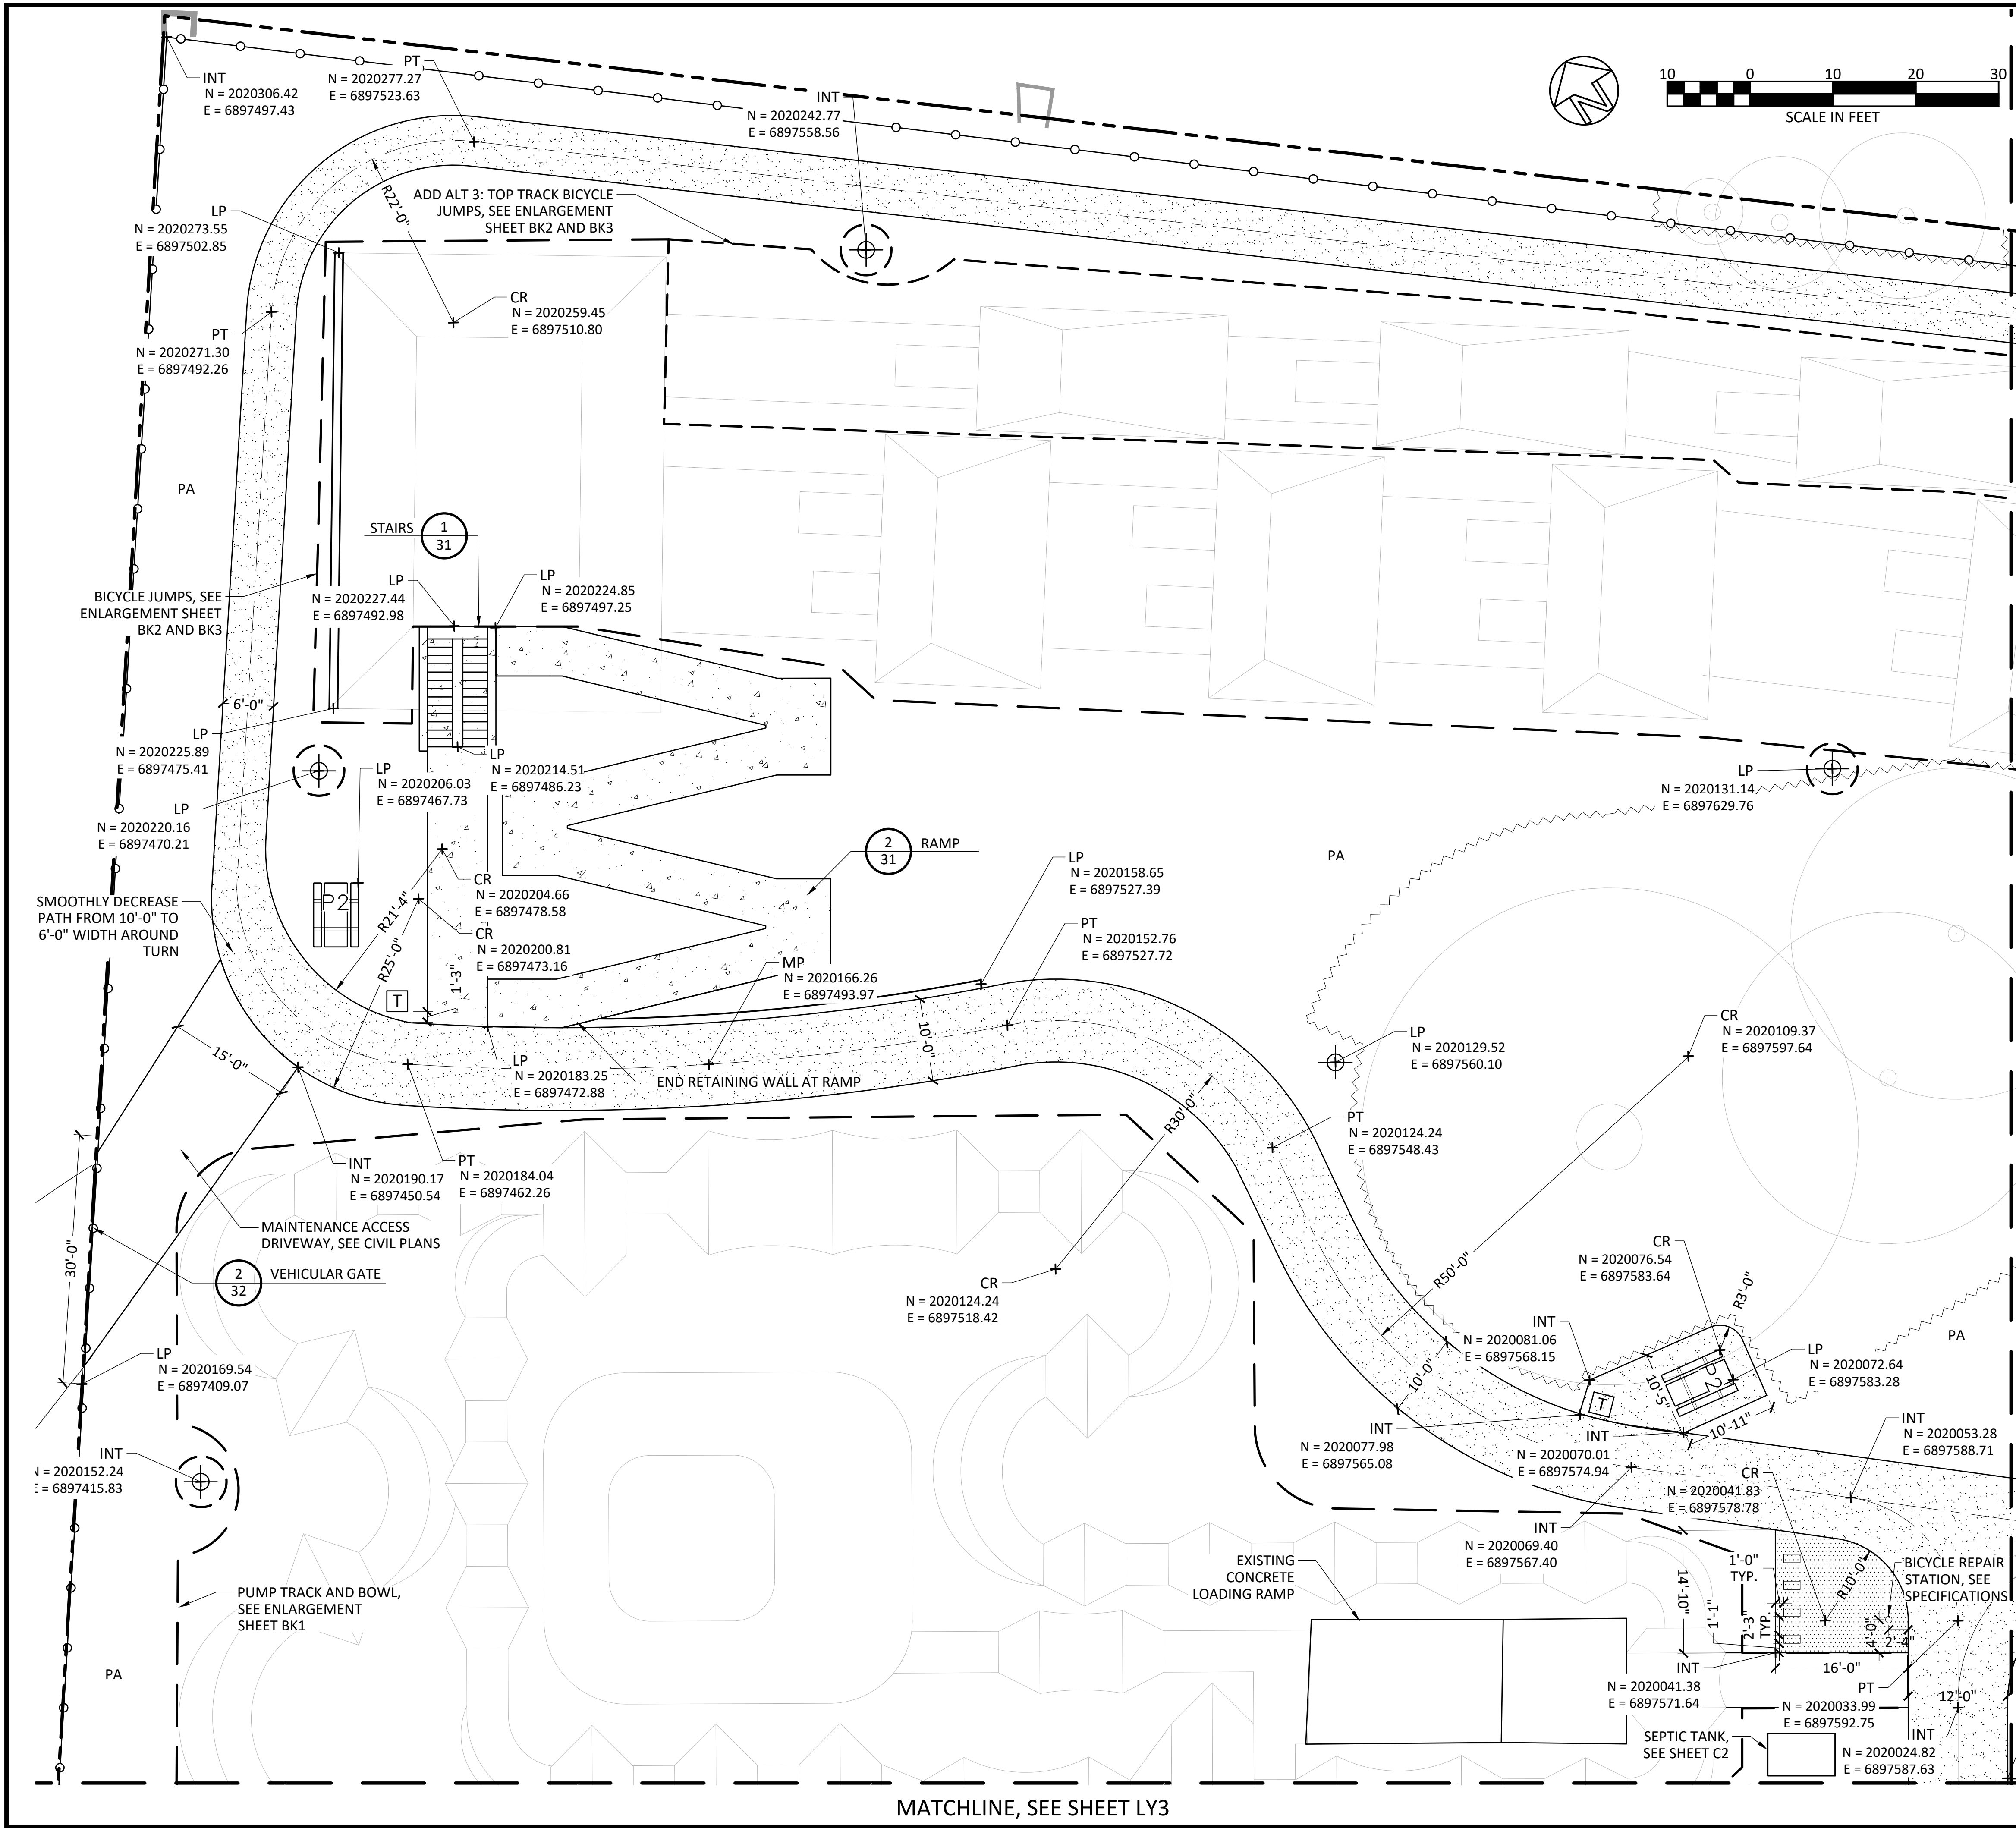 INT
N = 2020306.42
E = 6897497.43
PT
N = 2020277.27
E = 6897523.63
INT
N = 2020242.77
E = 6897558.56
10 0 10 20 30
SCALE IN FEET
R22'-0"
ADD ALT 3: TOP TRACK BICYCLE
JUMPS, SEE ENLARGEMENT
SHEET BK2 AND BK3
LP
N = 2020273.55
E = 6897502.85
CR
N = 2020259.45
E = 6897510.80
PT
N = 2020271.30
E = 6897492.26
PA
STAIRS
1
31
BICYCLE JUMPS, SEE
ENLARGEMENT SHEET
BK2 AND BK3
LP
N = 2020227.44
E = 6897492.98
LP
N = 2020224.85
E = 6897497.25
6'-0"
LP
N = 2020225.89
E = 6897475.41
LP
N = 2020220.16
E = 6897470.21
LP
N = 2020206.03
E = 6897467.73
LP
N = 2020214.51
E = 6897486.23
LP
N = 2020131.14
E = 6897629.76
2
31
RAMP
PA
SMOOTHLY DECREASE
PATH FROM 10'-0" TO
6'-0" WIDTH AROUND
TURN
P2
R21'-4"
R25'-0"
CR
N = 2020204.66
E = 6897478.58
CR
N = 2020200.81
E = 6897473.16
1'-3"
T
LP
N = 2020158.65
E = 6897527.39
PT
N = 2020152.76
E = 6897527.72
MP
N = 2020166.26
E = 6897493.97
10'-0"
15'-0"
LP
N = 2020183.25
E = 6897472.88
END RETAINING WALL AT RAMP
LP
N = 2020129.52
E = 6897560.10
CR
N = 2020109.37
E = 6897597.64
R30'-0"
PT
N = 2020124.24
E = 6897548.43
INT
N = 2020190.17
E = 6897450.54
PT
N = 2020184.04
E = 6897462.26
MAINTENANCE ACCESS
DRIVEWAY, SEE CIVIL PLANS
30'-0"
2
32
VEHICULAR GATE
CR
N = 2020124.24
E = 6897518.42
R50'-0"
CR
N = 2020076.54
E = 6897583.64
R3'-0"
INT
N = 2020081.06
E = 6897568.15
PA
LP
N = 2020169.54
E = 6897409.07
LP
N = 2020072.64
E = 6897583.28
10'-0"
10'-5"
P2
T
10'-11"
INT
N = 2020152.24
E = 6897415.83
INT
N = 2020077.98
E = 6897565.08
INT
N = 2020070.01
E = 6897574.94
INT
N = 2020053.28
E = 6897588.71
CR
N = 2020041.83
E = 6897578.78
INT
N = 2020069.40
E = 6897567.40
EXISTING
CONCRETE
LOADING RAMP
1'-0"
TYP.
14'-10"
1'-1"
2'-3"
TYP.
R10'-0"
4'-0"
2'-4"
BICYCLE REPAIR
STATION, SEE
SPECIFICATIONS
PUMP TRACK AND BOWL,
SEE ENLARGEMENT
SHEET BK1
PA
INT
N = 2020041.38
E = 6897571.64
16'-0"
12'-0"
PT
N = 2020033.99
E = 6897592.75
SEPTIC TANK,
SEE SHEET C2
INT
N = 2020024.82
E = 6897587.63
MATCHLINE, SEE SHEET LY3